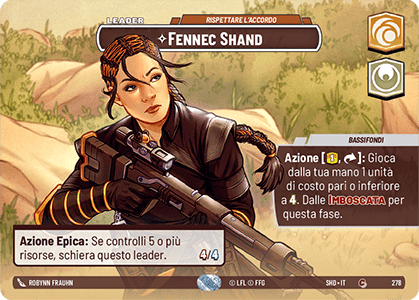 LEADER
RISPETTARE L'ACCORDO
FENNEC SHAND
BASSIFONDI
Azione [1, ]: Gioca
dalla tua mano 1 unità
di costo pari o inferiore
a 4. Dalle IMBOSCATA per
questa fase.
Azione Epica: Se controlli 5 o più
risorse, schiera questo leader.
4/4
ROBYNN FRAUHN
© LFL © FFG
SHD • IT
278